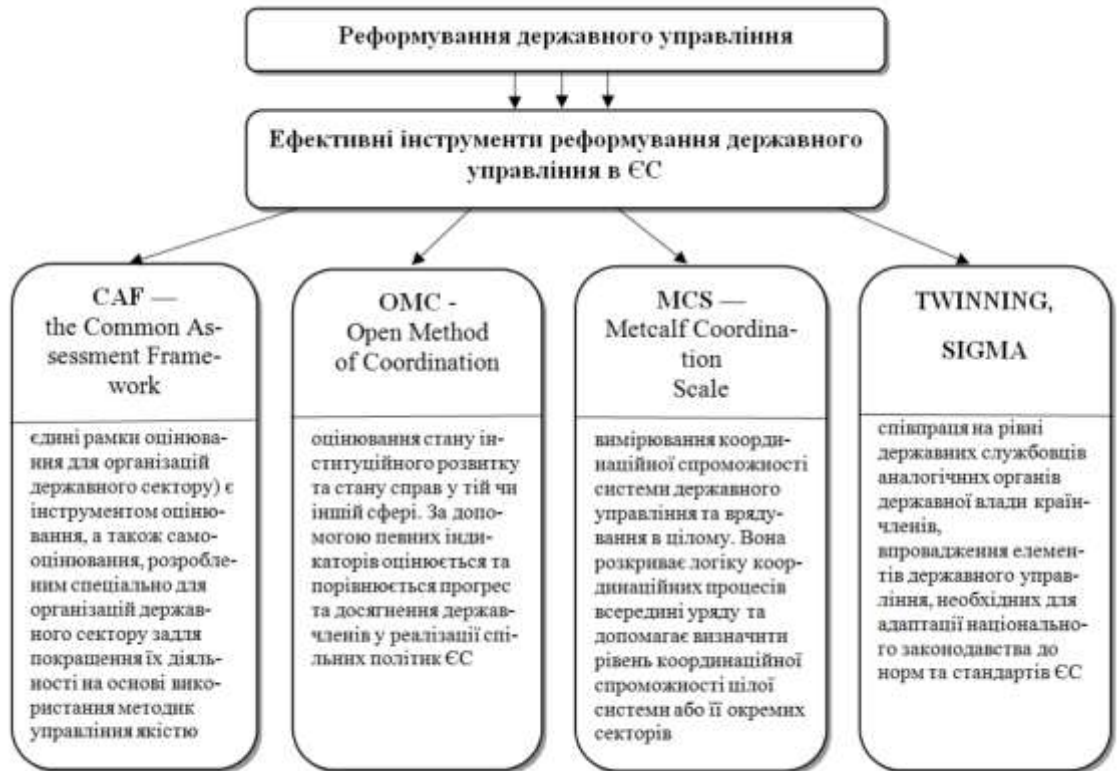 Реформування державного управління
Ефективні інструменти реформування державного
управління в ЄС
CAF —
the Common As-
sessment Frame-
work
єдині рамки оцінюва-
ння для організацій
державного сектору) є
інструментом оціню-
вання, а також само-
оцінювання, розробле-
ним спеціально для
організацій держав-
ного сектору задля
покращення їх діяль-
ності на основі вико-
ристання методик
управління якістю
OMC -
Open Method
of Coordination
оцінювання стану ін-
ституційного розвитку
та стану справ у тій чи
іншій сфері. За допо-
могою певних інди-
каторів оцінюється та
порівнюється прогрес
та досягнення держав-
членів у реалізації спі-
льних політик ЄС
MCS —
Metcalf Coordina-
tion
Scale
вимірювання коорди-
наційної спроможності
системи державного
управління та вряду-
вання в цілому. Вона
розкриває логіку коор-
динаційних процесів
всередині уряду та
допомагає визначити
рівень координаційної
спроможності цілої
системи або її окремих
секторів
TWINNING,
SIGMA
співпраця на рівні
державних службовців
аналогічних органів
державної влади країн-
членів,
впровадження елемен-
тів державного управ-
ління, необхідних для
адаптації національно-
го законодавства до
норм та стандартів ЄС